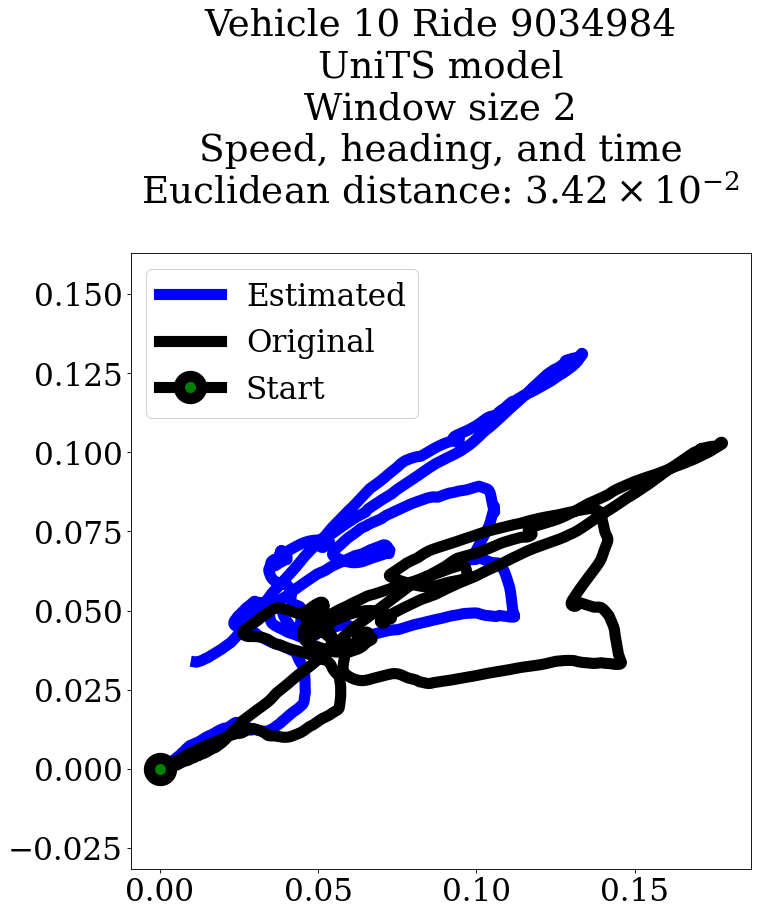 Vehicle 10 Ride 9034984
UniTS model
Window size 2
Speed, heading, and time
Euclidean distance: 3.42 × 10⁻²
Estimated
Original
Start
0.150
0.125
0.100
0.075
0.050
0.025
0.000
−0.025
0.00 0.05 0.10 0.15